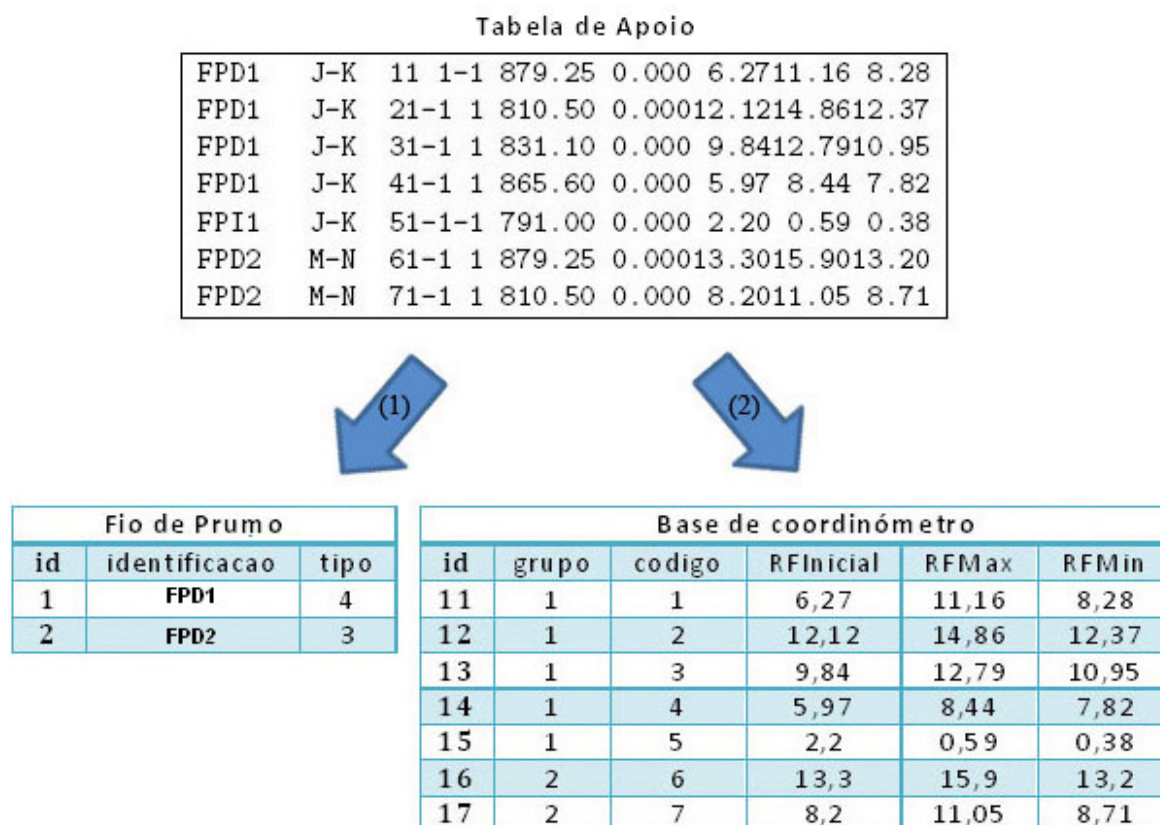 Tabela de Apoio
FPD1 J-K 11 1-1 879.25 0.000 6.2711.16 8.28
FPD1 J-K 21-1 1 810.50 0.00012.1214.8612.37
FPD1 J-K 31-1 1 831.10 0.000 9.8412.7910.95
FPD1 J-K 41-1 1 865.60 0.000 5.97 8.44 7.82
FPI1 J-K 51-1-1 791.00 0.000 2.20 0.59 0.38
FPD2 M-N 61-1 1 879.25 0.00013.3015.9013.20
FPD2 M-N 71-1 1 810.50 0.000 8.2011.05 8.71
(1) (2)
Fio de Prumo
id identificacao tipo
1 FPD1 4
2 FPD2 3
Base de coordinómetro
id grupo codigo RFInicial RFMax RFMin
11 1 1 6,27 11,16 8,28
12 1 2 12,12 14,86 12,37
13 1 3 9,84 12,79 10,95
14 1 4 5,97 8,44 7,82
15 1 5 2,2 0,59 0,38
16 2 6 13,3 15,9 13,2
17 2 7 8,2 11,05 8,71